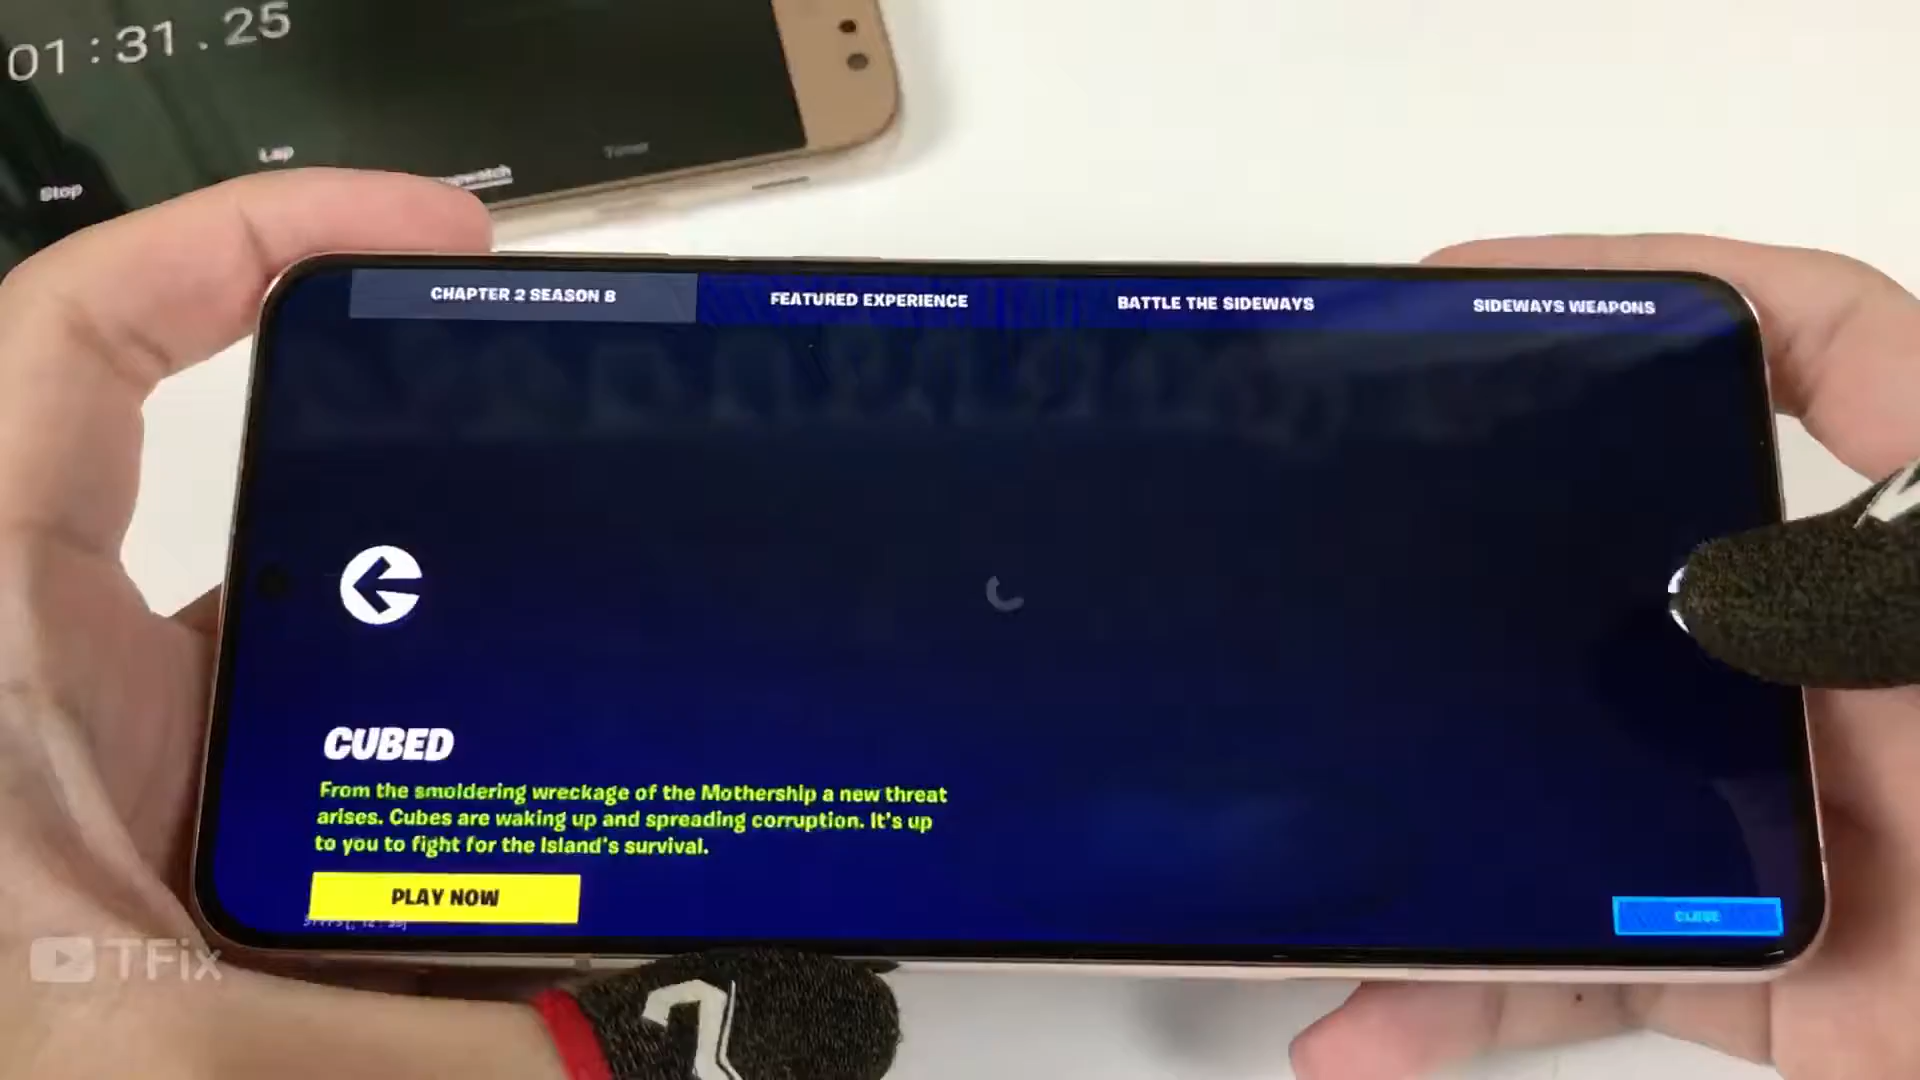 01:31.25
Lap
Timer
Stop
CHAPTER 2 SEASON 8
FEATURED EXPERIENCE
BATTLE THE SIDEWAYS
SIDEWAYS WEAPONS
CUBED
From the smoldering wreckage of the Mothership a new threat
arises. Cubes are waking up and spreading corruption. It's up
to you to fight for the Island's survival.
PLAY NOW
CLOSE
TFix